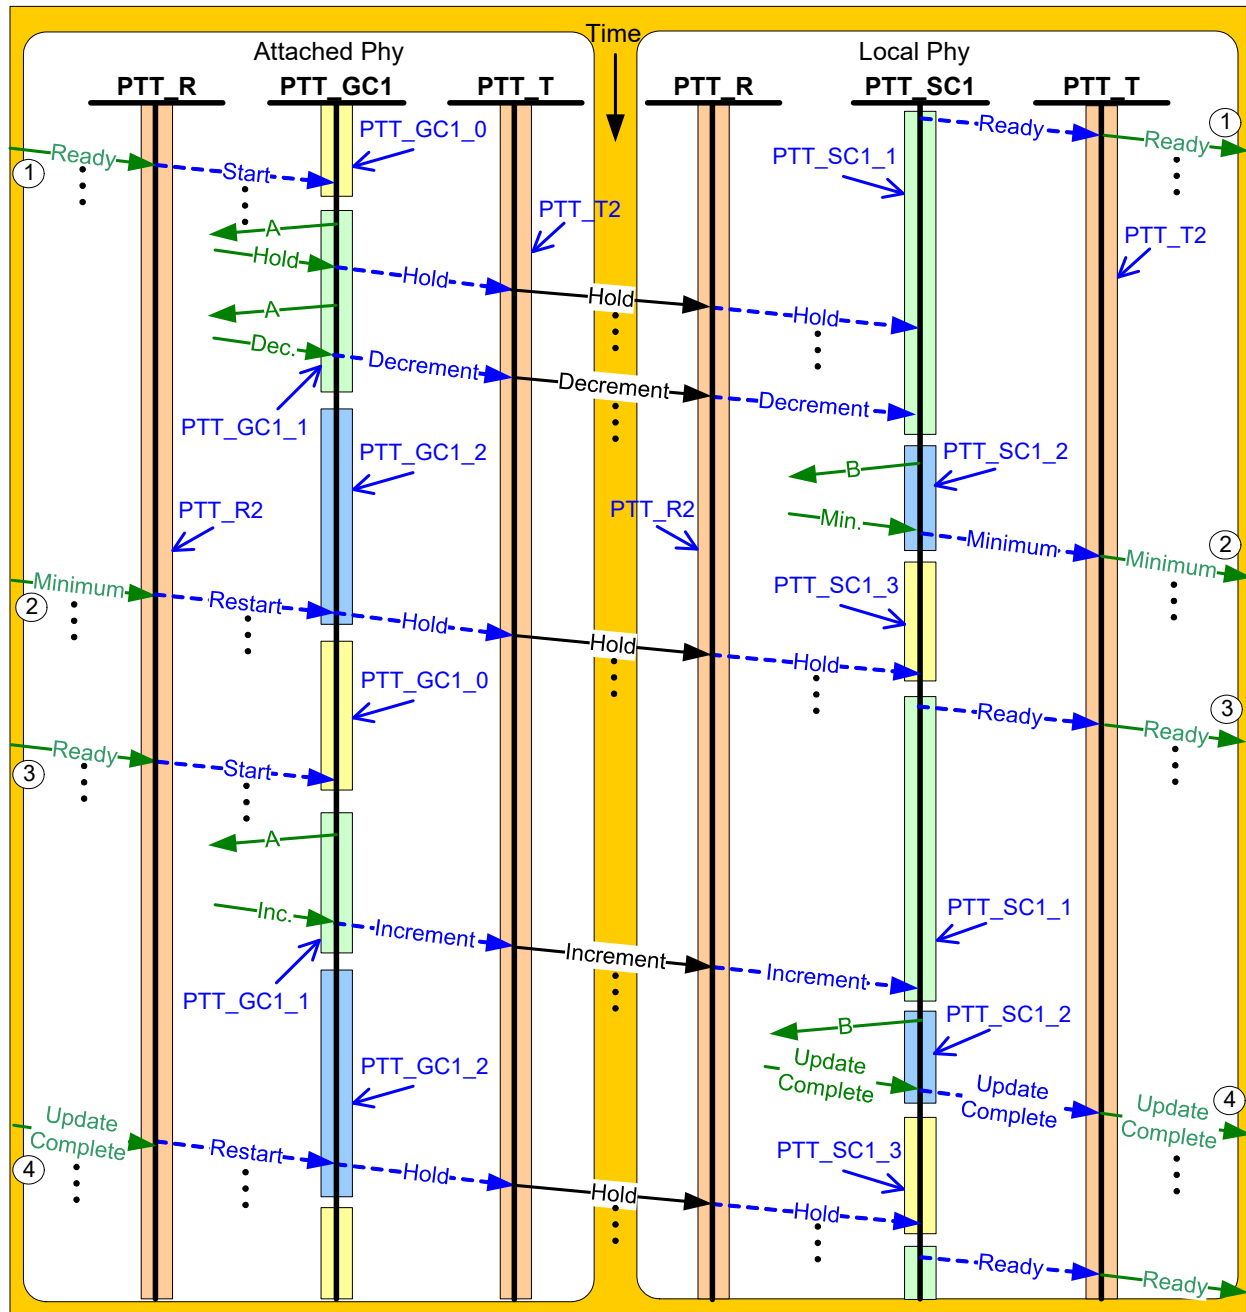 Time
Attached Phy
Local Phy
PTT_R
PTT_GC1
PTT_T
PTT_R
PTT_SC1
PTT_T
PTT_GC1_0
Ready
1
Ready
Ready
1
Start
PTT_SC1_1
A
PTT_T2
PTT_T2
Hold
Hold
Hold
Hold
A
Dec.
Decrement
Decrement
Decrement
PTT_GC1_1
PTT_GC1_2
PTT_SC1_2
B
PTT_R2
PTT_R2
Min.
Minimum
Minimum
2
Minimum
2
Restart
Hold
Hold
Hold
PTT_SC1_3
PTT_GC1_0
Ready
Ready
3
Ready
3
Start
A
Inc.
Increment
Increment
Increment
PTT_SC1_1
PTT_GC1_1
PTT_SC1_2
B
PTT_GC1_2
Update
Complete
Update
Complete
Update
Complete
4
Update
Complete
4
Restart
Hold
Hold
Hold
PTT_SC1_3
Ready
Ready